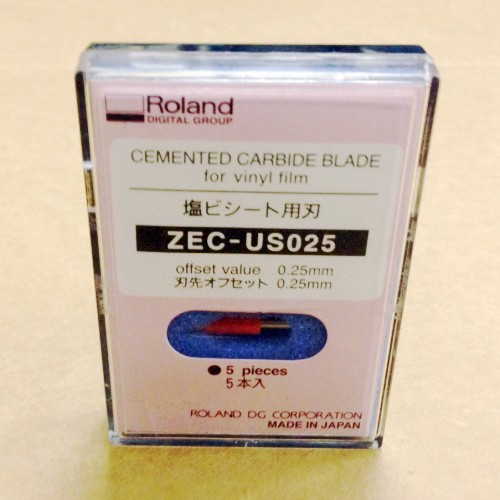 Roland
DIGITAL GROUP
CEMENTED CARBIDE BLADE
for vinyl film
塩ビシート用刃
ZEC-US025
offset value 0.25mm
刃先オフセット 0.25mm
● 5 pieces
5本入
ROLAND DG CORPORATION
MADE IN JAPAN